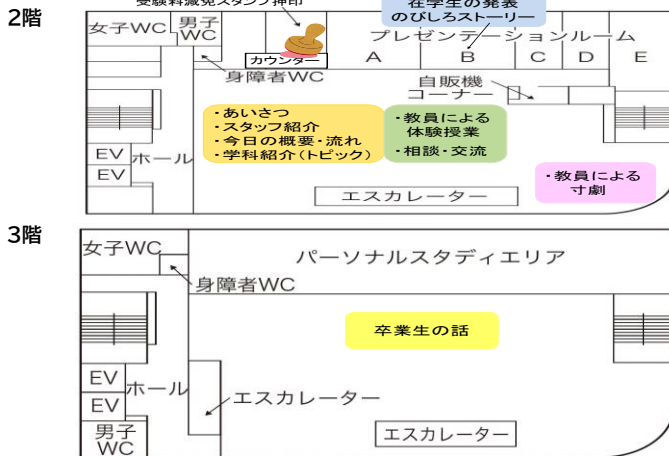 受験料減免スタンプ押印
在学生の発表
のびしろストーリー
2階
女子WC
男子
WC
カウンター
プレゼンテーションルーム
A
B
C
D
E
身障者WC
自販機
コーナー
・あいさつ
・スタッフ紹介
・今日の概要・流れ
・学科紹介(トピック)
・教員による
体験授業
・相談・交流
EV
EV
ホール
エスカレーター
・教員による
寸劇
3階
女子WC
パーソナルスタディエリア
身障者WC
卒業生の話
EV
EV
ホール
エスカレーター
男子
WC
エスカレーター